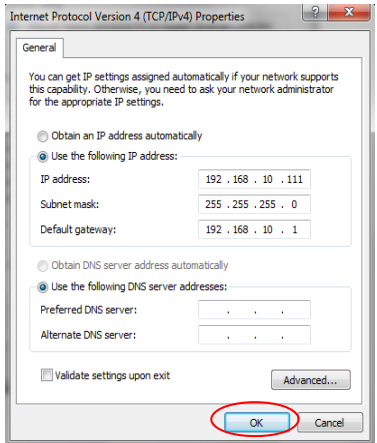 Internet Protocol Version 4 (TCP/IPv4) Properties
General
You can get IP settings assigned automatically if your network supports
this capability. Otherwise, you need to ask your network administrator
for the appropriate IP settings.
Obtain an IP address automatically
Use the following IP address:
IP address: 192 . 168 . 10 . 111
Subnet mask: 255 . 255 . 255 . 0
Default gateway: 192 . 168 . 10 . 1
Obtain DNS server address automatically
Use the following DNS server addresses:
Preferred DNS server: . . .
Alternate DNS server: . . .
Validate settings upon exit
Advanced...
OK Cancel